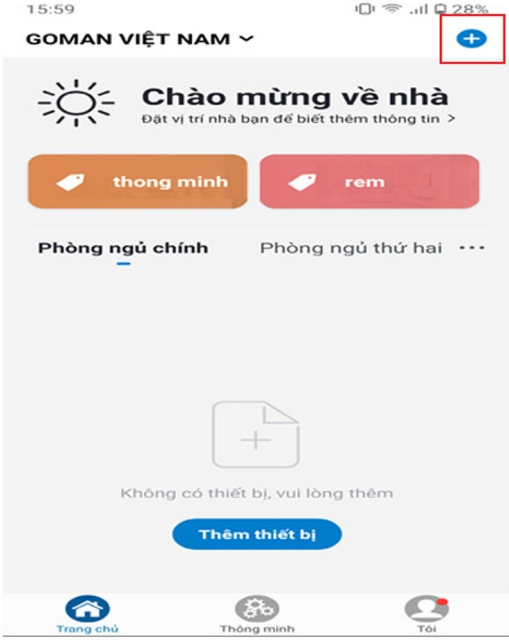 15:59 28%
GOMAN VIỆT NAM
Chào mừng về nhà
Đặt vị trí nhà bạn để biết thêm thông tin >
thong minh rem
Phòng ngủ chính Phòng ngủ thứ hai ...
Không có thiết bị, vui lòng thêm
Thêm thiết bị
Trang chủ Thông minh Tôi